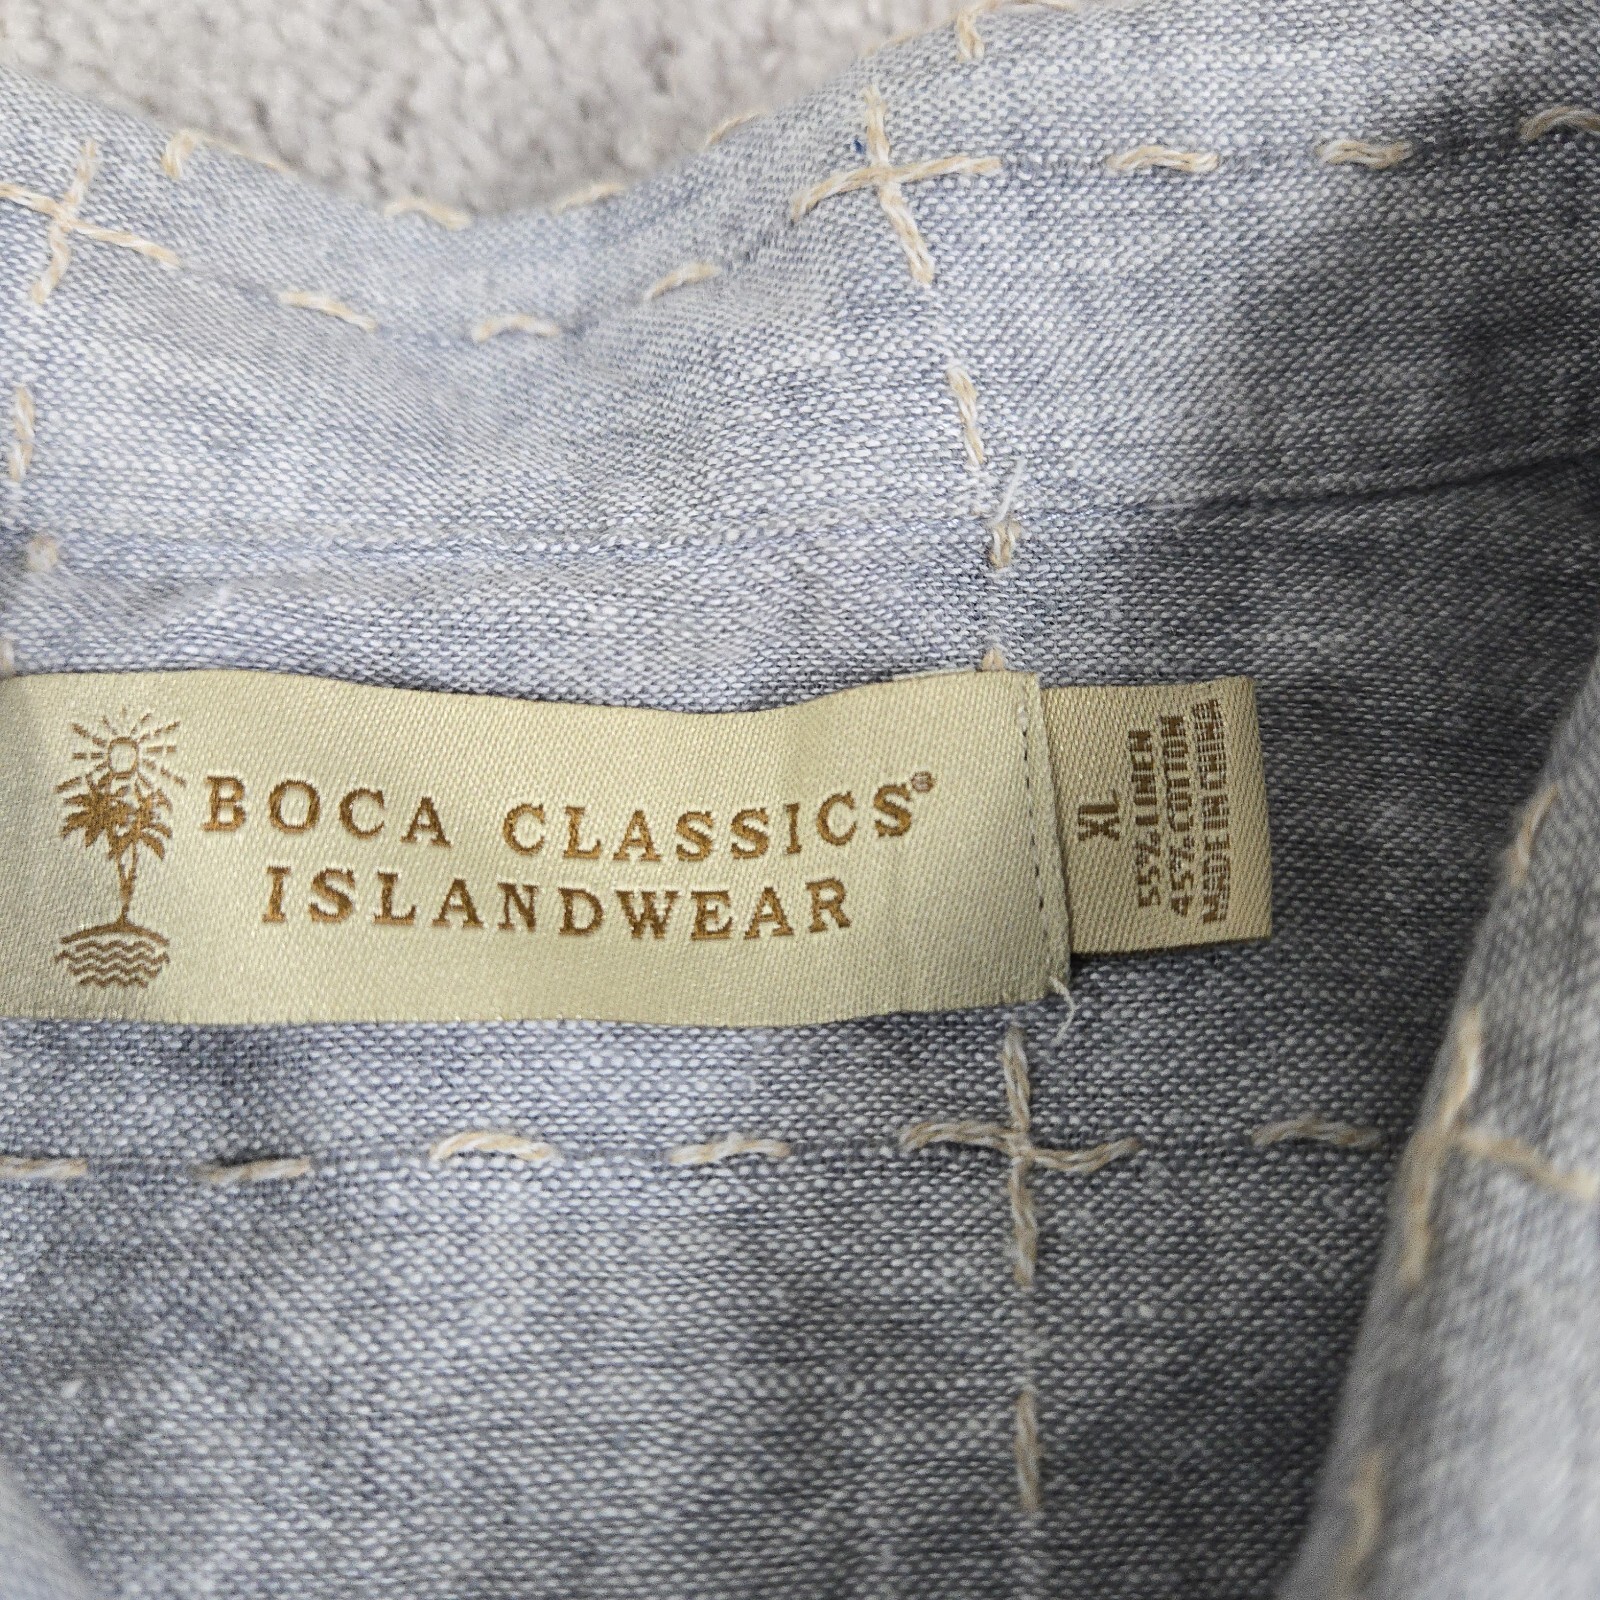 BOCA CLASSICS®
ISLANDWEAR
XL
55% LINEN
45% COTTON
MADE IN CHINA